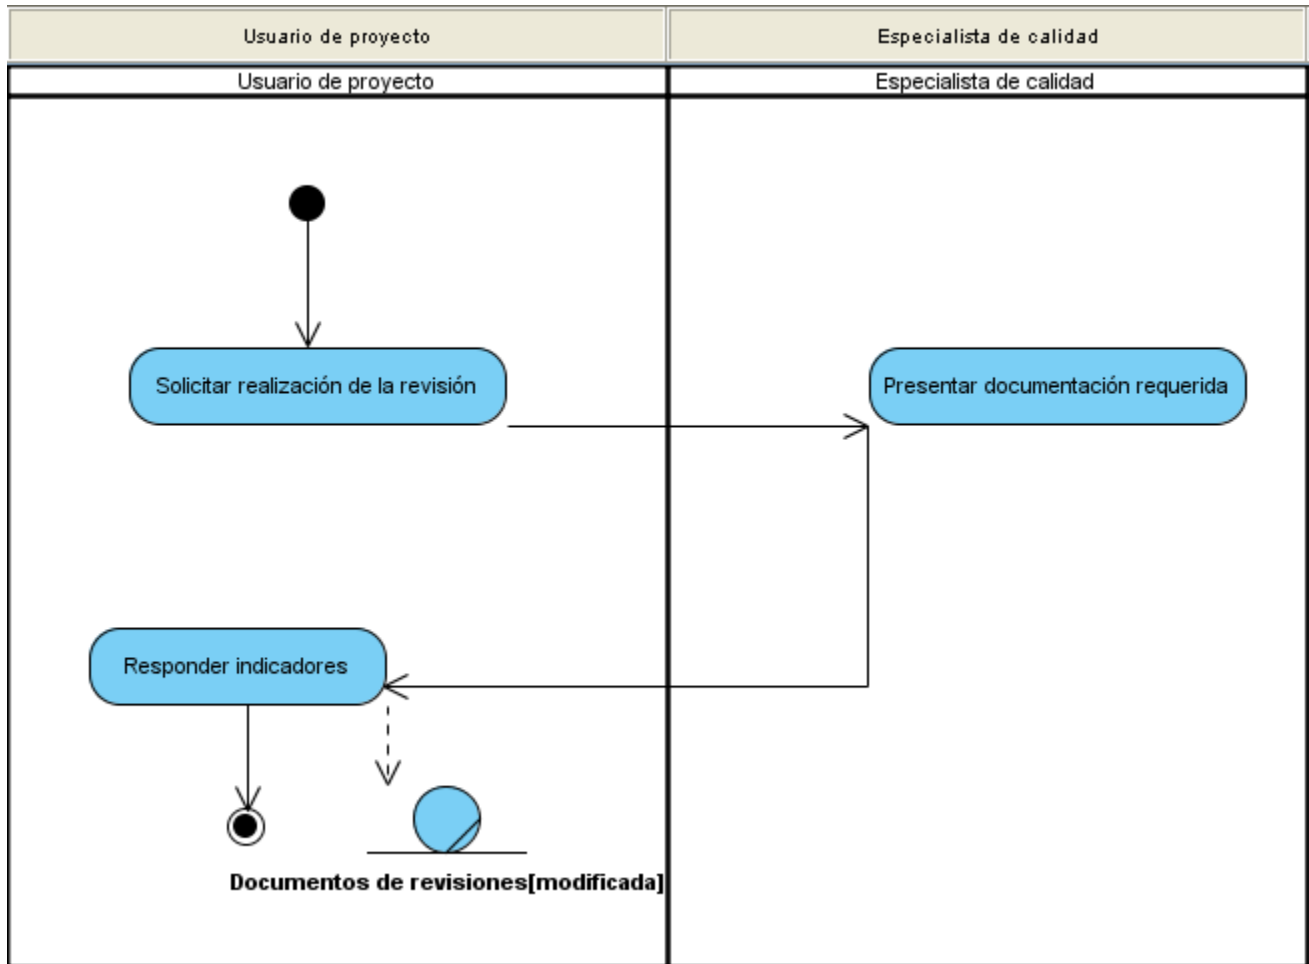 Usuario de proyecto
Especialista de calidad
Usuario de proyecto
Especialista de calidad
Solicitar realización de la revisión
Presentar documentación requerida
Responder indicadores
Documentos de revisiones[modificada]